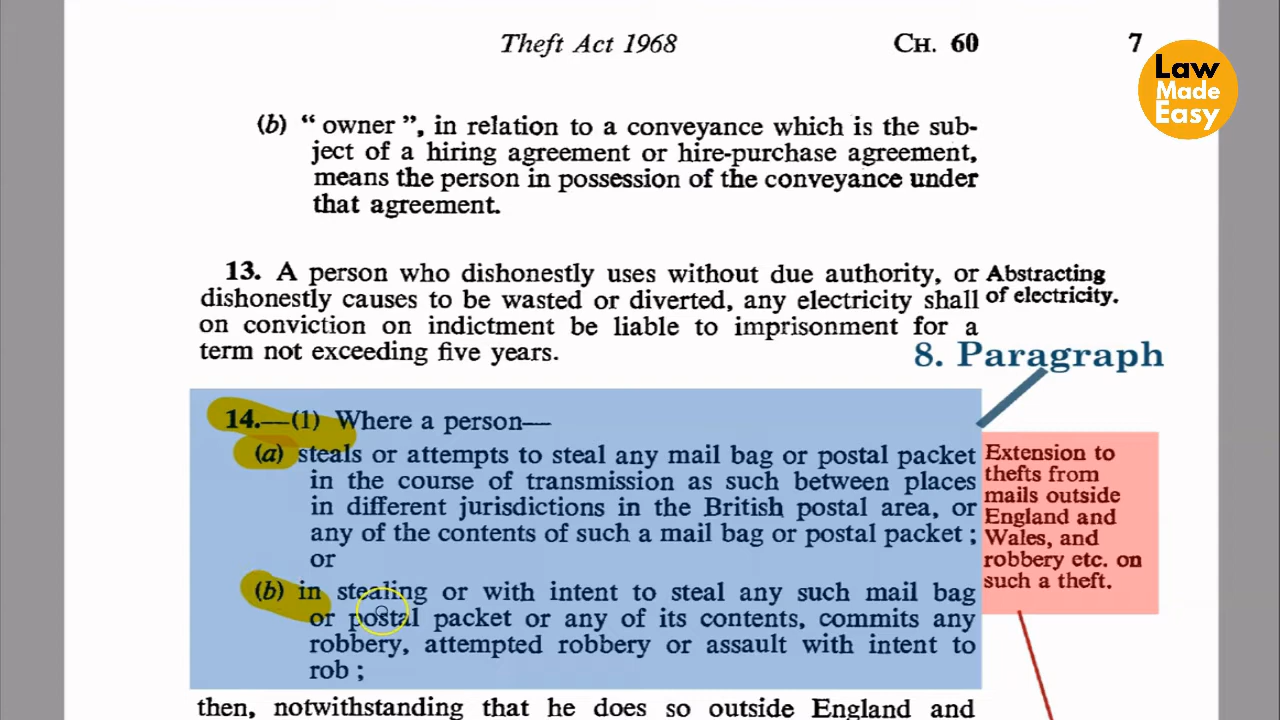 Theft Act 1968 CH. 60 7
Law
Made
Easy
(b) “ owner ”, in relation to a conveyance which is the sub-
ject of a hiring agreement or hire-purchase agreement,
means the person in possession of the conveyance under
that agreement.
13. A person who dishonestly uses without due authority, or
dishonestly causes to be wasted or diverted, any electricity shall
on conviction on indictment be liable to imprisonment for a
term not exceeding five years.
Abstracting
of electricity.
8. Paragraph
14.—(1) Where a person—
(a) steals or attempts to steal any mail bag or postal packet
in the course of transmission as such between places
in different jurisdictions in the British postal area, or
any of the contents of such a mail bag or postal packet ;
or
(b) in stealing or with intent to steal any such mail bag
or postal packet or any of its contents, commits any
robbery, attempted robbery or assault with intent to
rob ;
Extension to
thefts from
mails outside
England and
Wales, and
robbery etc. on
such a theft.
then, notwithstanding that he does so outside England and